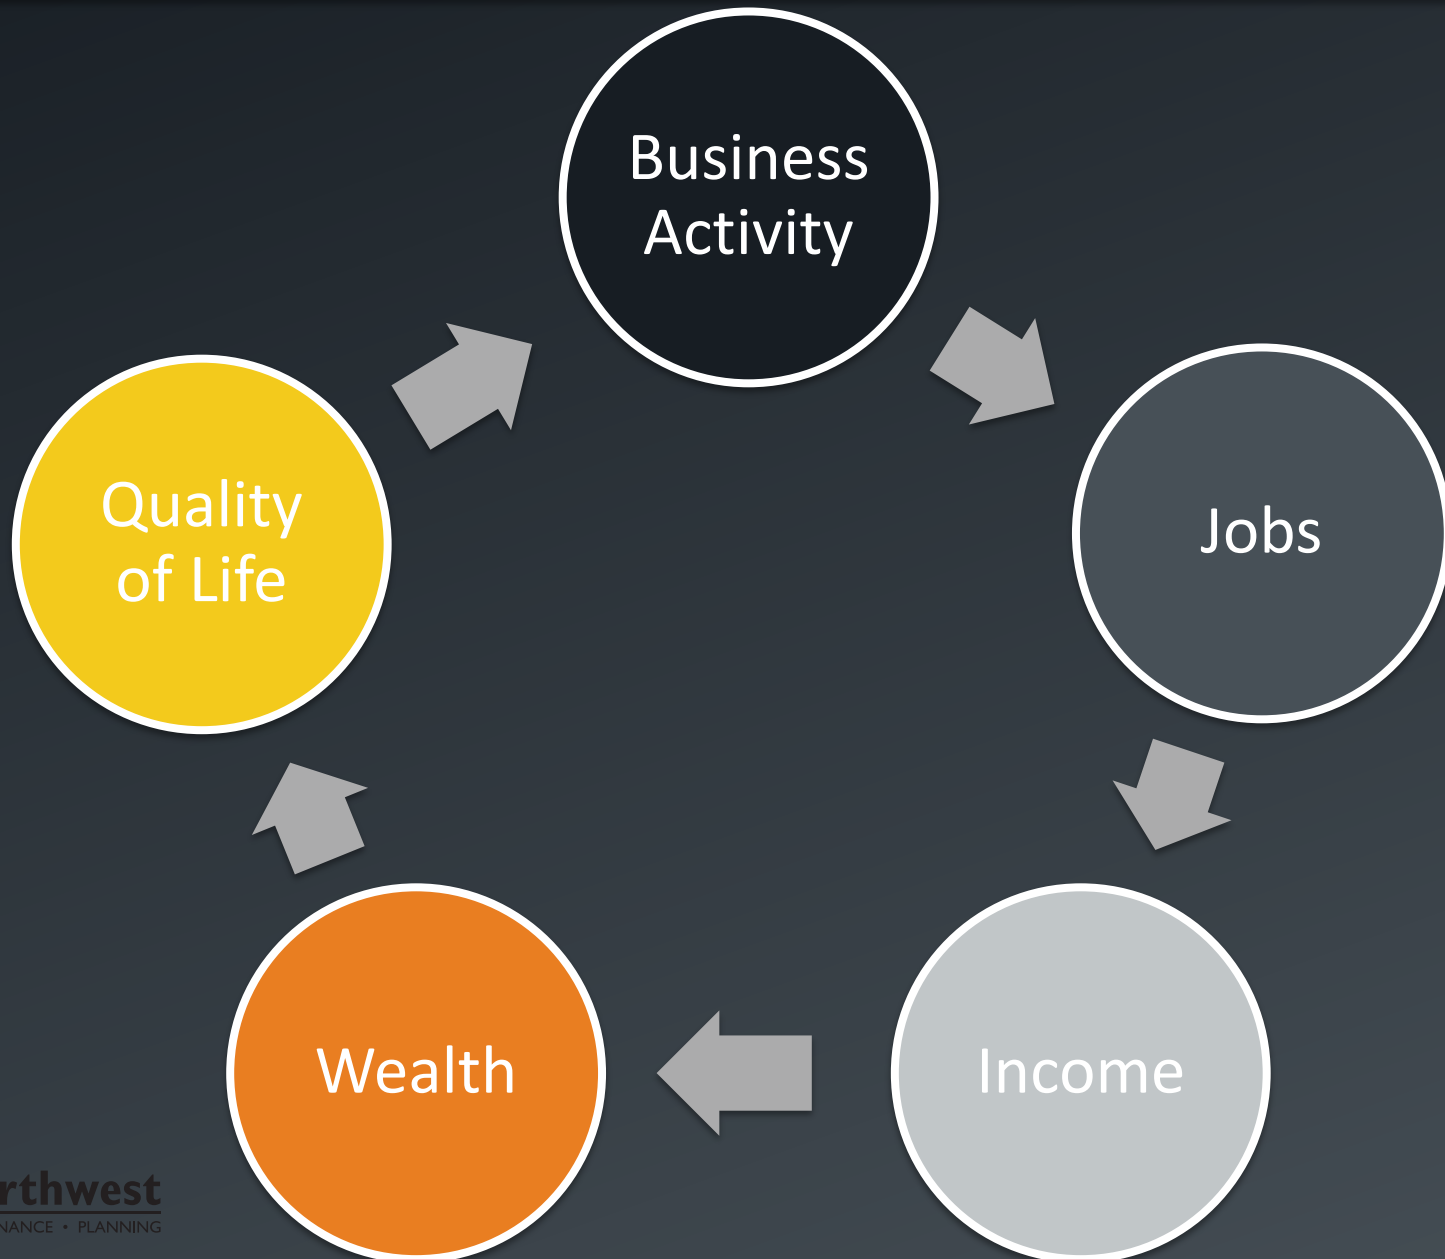 Business
Activity
Jobs
Income
Wealth
Quality
of Life
rthwest
NANCE • PLANNING